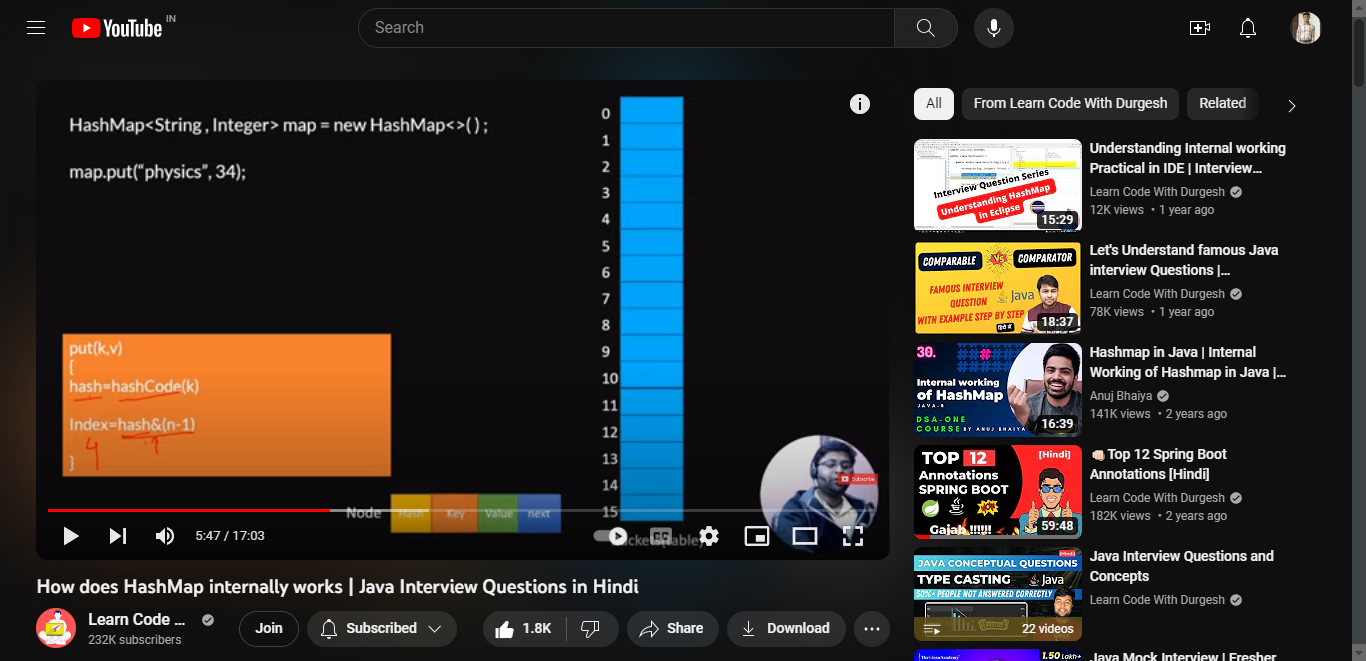 YouTube IN
Search
HashMap<String , Integer> map = new HashMap<>( ) ;
map.put(“physics”, 34);
put(k,v)
{
hash=hashCode(k)
Index=hash&(n-1)
4
}
0
1
2
3
4
5
6
7
8
9
10
11
12
13
14
15
Node
Hash
Key
Value
next
Subscribe
5:47 / 17:03
How does HashMap internally works | Java Interview Questions in Hindi
Learn Code ...
232K subscribers
Join
Subscribed
1.8K
Share
Download
All
From Learn Code With Durgesh
Related
Interview Question Series
Understanding HashMap
in Eclipse
15:29
Understanding Internal working
Practical in IDE | Interview…
Learn Code With Durgesh
12K views • 1 year ago
COMPARABLE
Vs
COMPARATOR
FAMOUS INTERVIEW
QUESTION
WITH EXAMPLE STEP BY STEP
Java
18:37
Let's Understand famous Java
interview Questions |…
Learn Code With Durgesh
78K views • 1 year ago
30.
Internal working
of HashMap
JAVA-8
DSA-ONE
COURSE BY ANUJ BHAIYA
16:39
Hashmap in Java | Internal
Working of Hashmap in Java |…
Anuj Bhaiya
141K views • 2 years ago
TOP 12
[Hindi]
Annotations
SPRING BOOT
Java
Gajab !!!!!!
59:48
👊🏻Top 12 Spring Boot
Annotations [Hindi]
Learn Code With Durgesh
182K views • 2 years ago
JAVA CONCEPTUAL QUESTIONS
TYPE CASTING
Java
50%+ PEOPLE NOT ANSWERED CORRECTLY
22 videos
Java Interview Questions and
Concepts
Learn Code With Durgesh
1.50 Lakh+
Java Mock Interview | Fresher